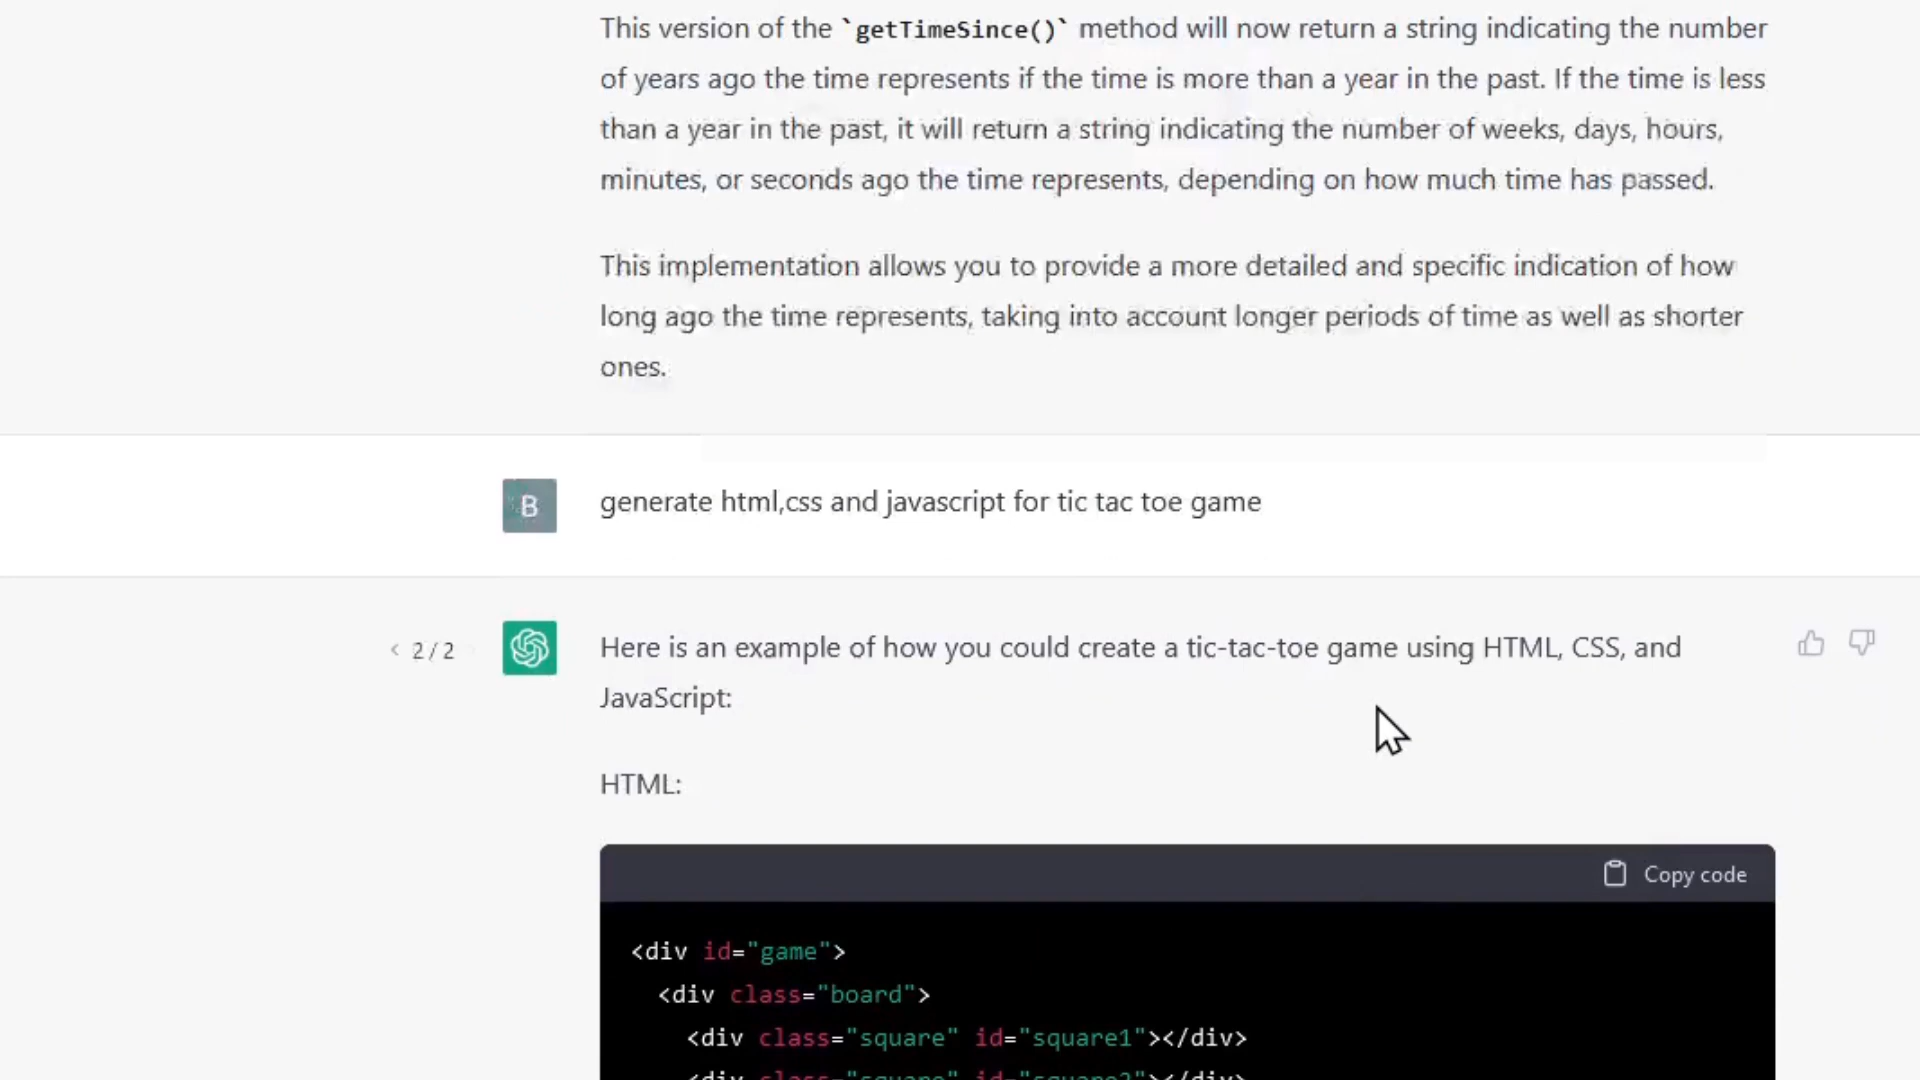 This version of the `getTimeSince()` method will now return a string indicating the number
of years ago the time represents if the time is more than a year in the past. If the time is less
than a year in the past, it will return a string indicating the number of weeks, days, hours,
minutes, or seconds ago the time represents, depending on how much time has passed.
This implementation allows you to provide a more detailed and specific indication of how
long ago the time represents, taking into account longer periods of time as well as shorter
ones.
B
generate html,css and javascript for tic tac toe game
< 2 / 2
Here is an example of how you could create a tic-tac-toe game using HTML, CSS, and
JavaScript:
HTML:
Copy code
<div id="game">
<div class="board">
<div class="square" id="square1"></div>
<div class="square" id="square2"></div>